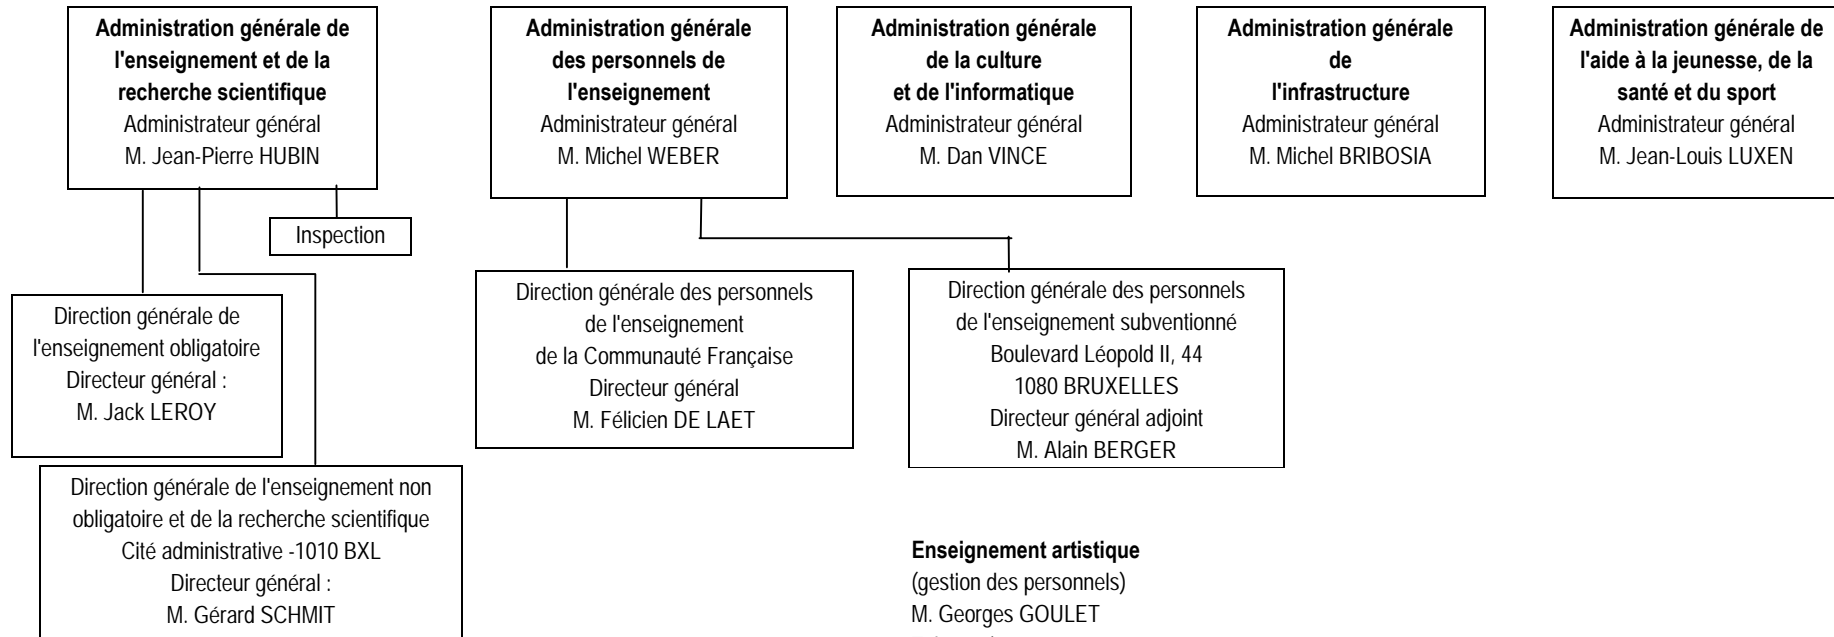 Administration générale de
l'enseignement et de la
recherche scientifique
Administrateur général
M. Jean-Pierre HUBIN
Administration générale
des personnels de
l'enseignement
Administrateur général
M. Michel WEBER
Administration générale
de la culture
et de l'informatique
Administrateur général
M. Dan VINCE
Administration générale
de
l'infrastructure
Administrateur général
M. Michel BRIBOSIA
Administration générale de
l'aide à la jeunesse, de la
santé et du sport
Administrateur général
M. Jean-Louis LUXEN
Inspection
Direction générale de
l'enseignement obligatoire
Directeur général :
M. Jack LEROY
Direction générale des personnels
de l'enseignement
de la Communauté Française
Directeur général
M. Félicien DE LAET
Direction générale des personnels
de l'enseignement subventionné
Boulevard Léopold II, 44
1080 BRUXELLES
Directeur général adjoint
M. Alain BERGER
Direction générale de l'enseignement non
obligatoire et de la recherche scientifique
Cité administrative -1010 BXL
Directeur général :
M. Gérard SCHMIT
Enseignement artistique
(gestion des personnels)
M. Georges GOULET